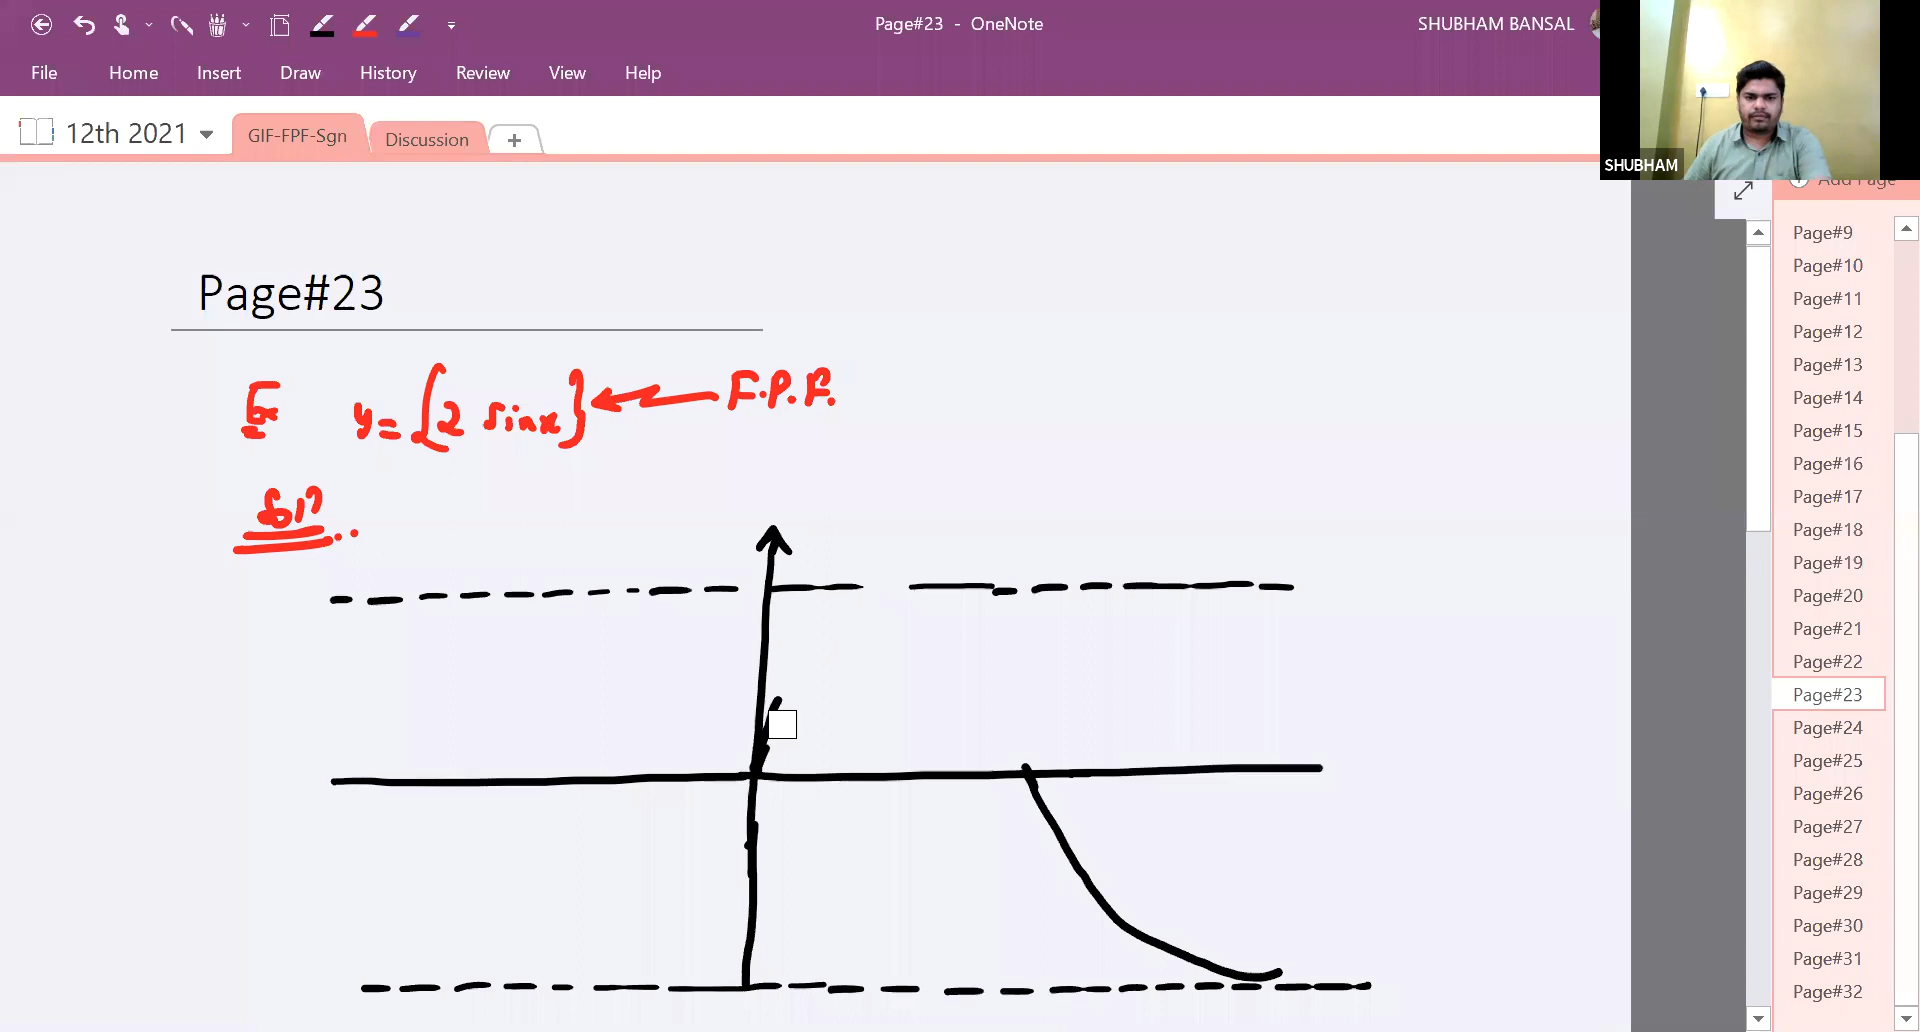 Page#23 - OneNote
SHUBHAM BANSAL
File Home Insert Draw History Review View Help
12th 2021 GIF-FPF-Sgn Discussion +
SHUBHAM
Add Page
Page#9
Page#10
Page#11
Page#12
Page#13
Page#14
Page#15
Page#16
Page#17
Page#18
Page#19
Page#20
Page#21
Page#22
Page#23
Page#24
Page#25
Page#26
Page#27
Page#28
Page#29
Page#30
Page#31
Page#32
Page#23
Ex y = {2 sinx} F.P.F.
Sol^n..